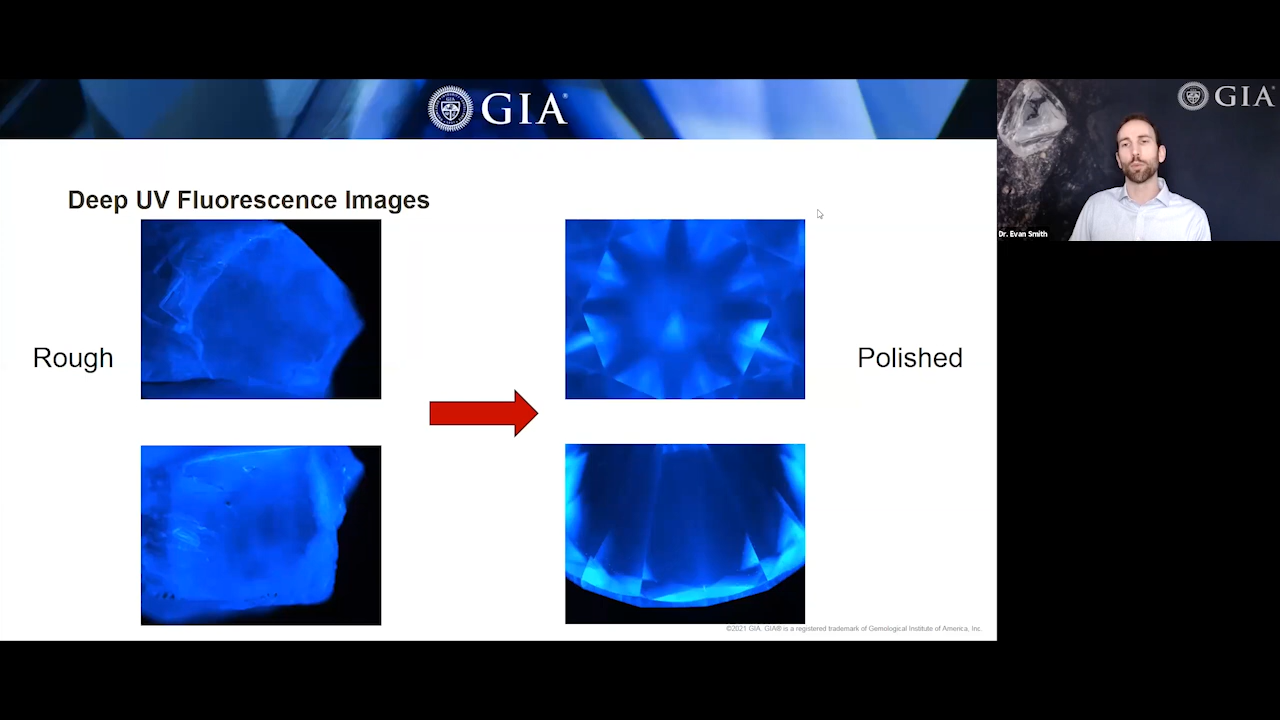 GIA®
GIA®
Dr. Evan Smith
Deep UV Fluorescence Images
Rough
Polished
©2021 GIA. GIA® is a registered trademark of Gemological Institute of America, Inc.